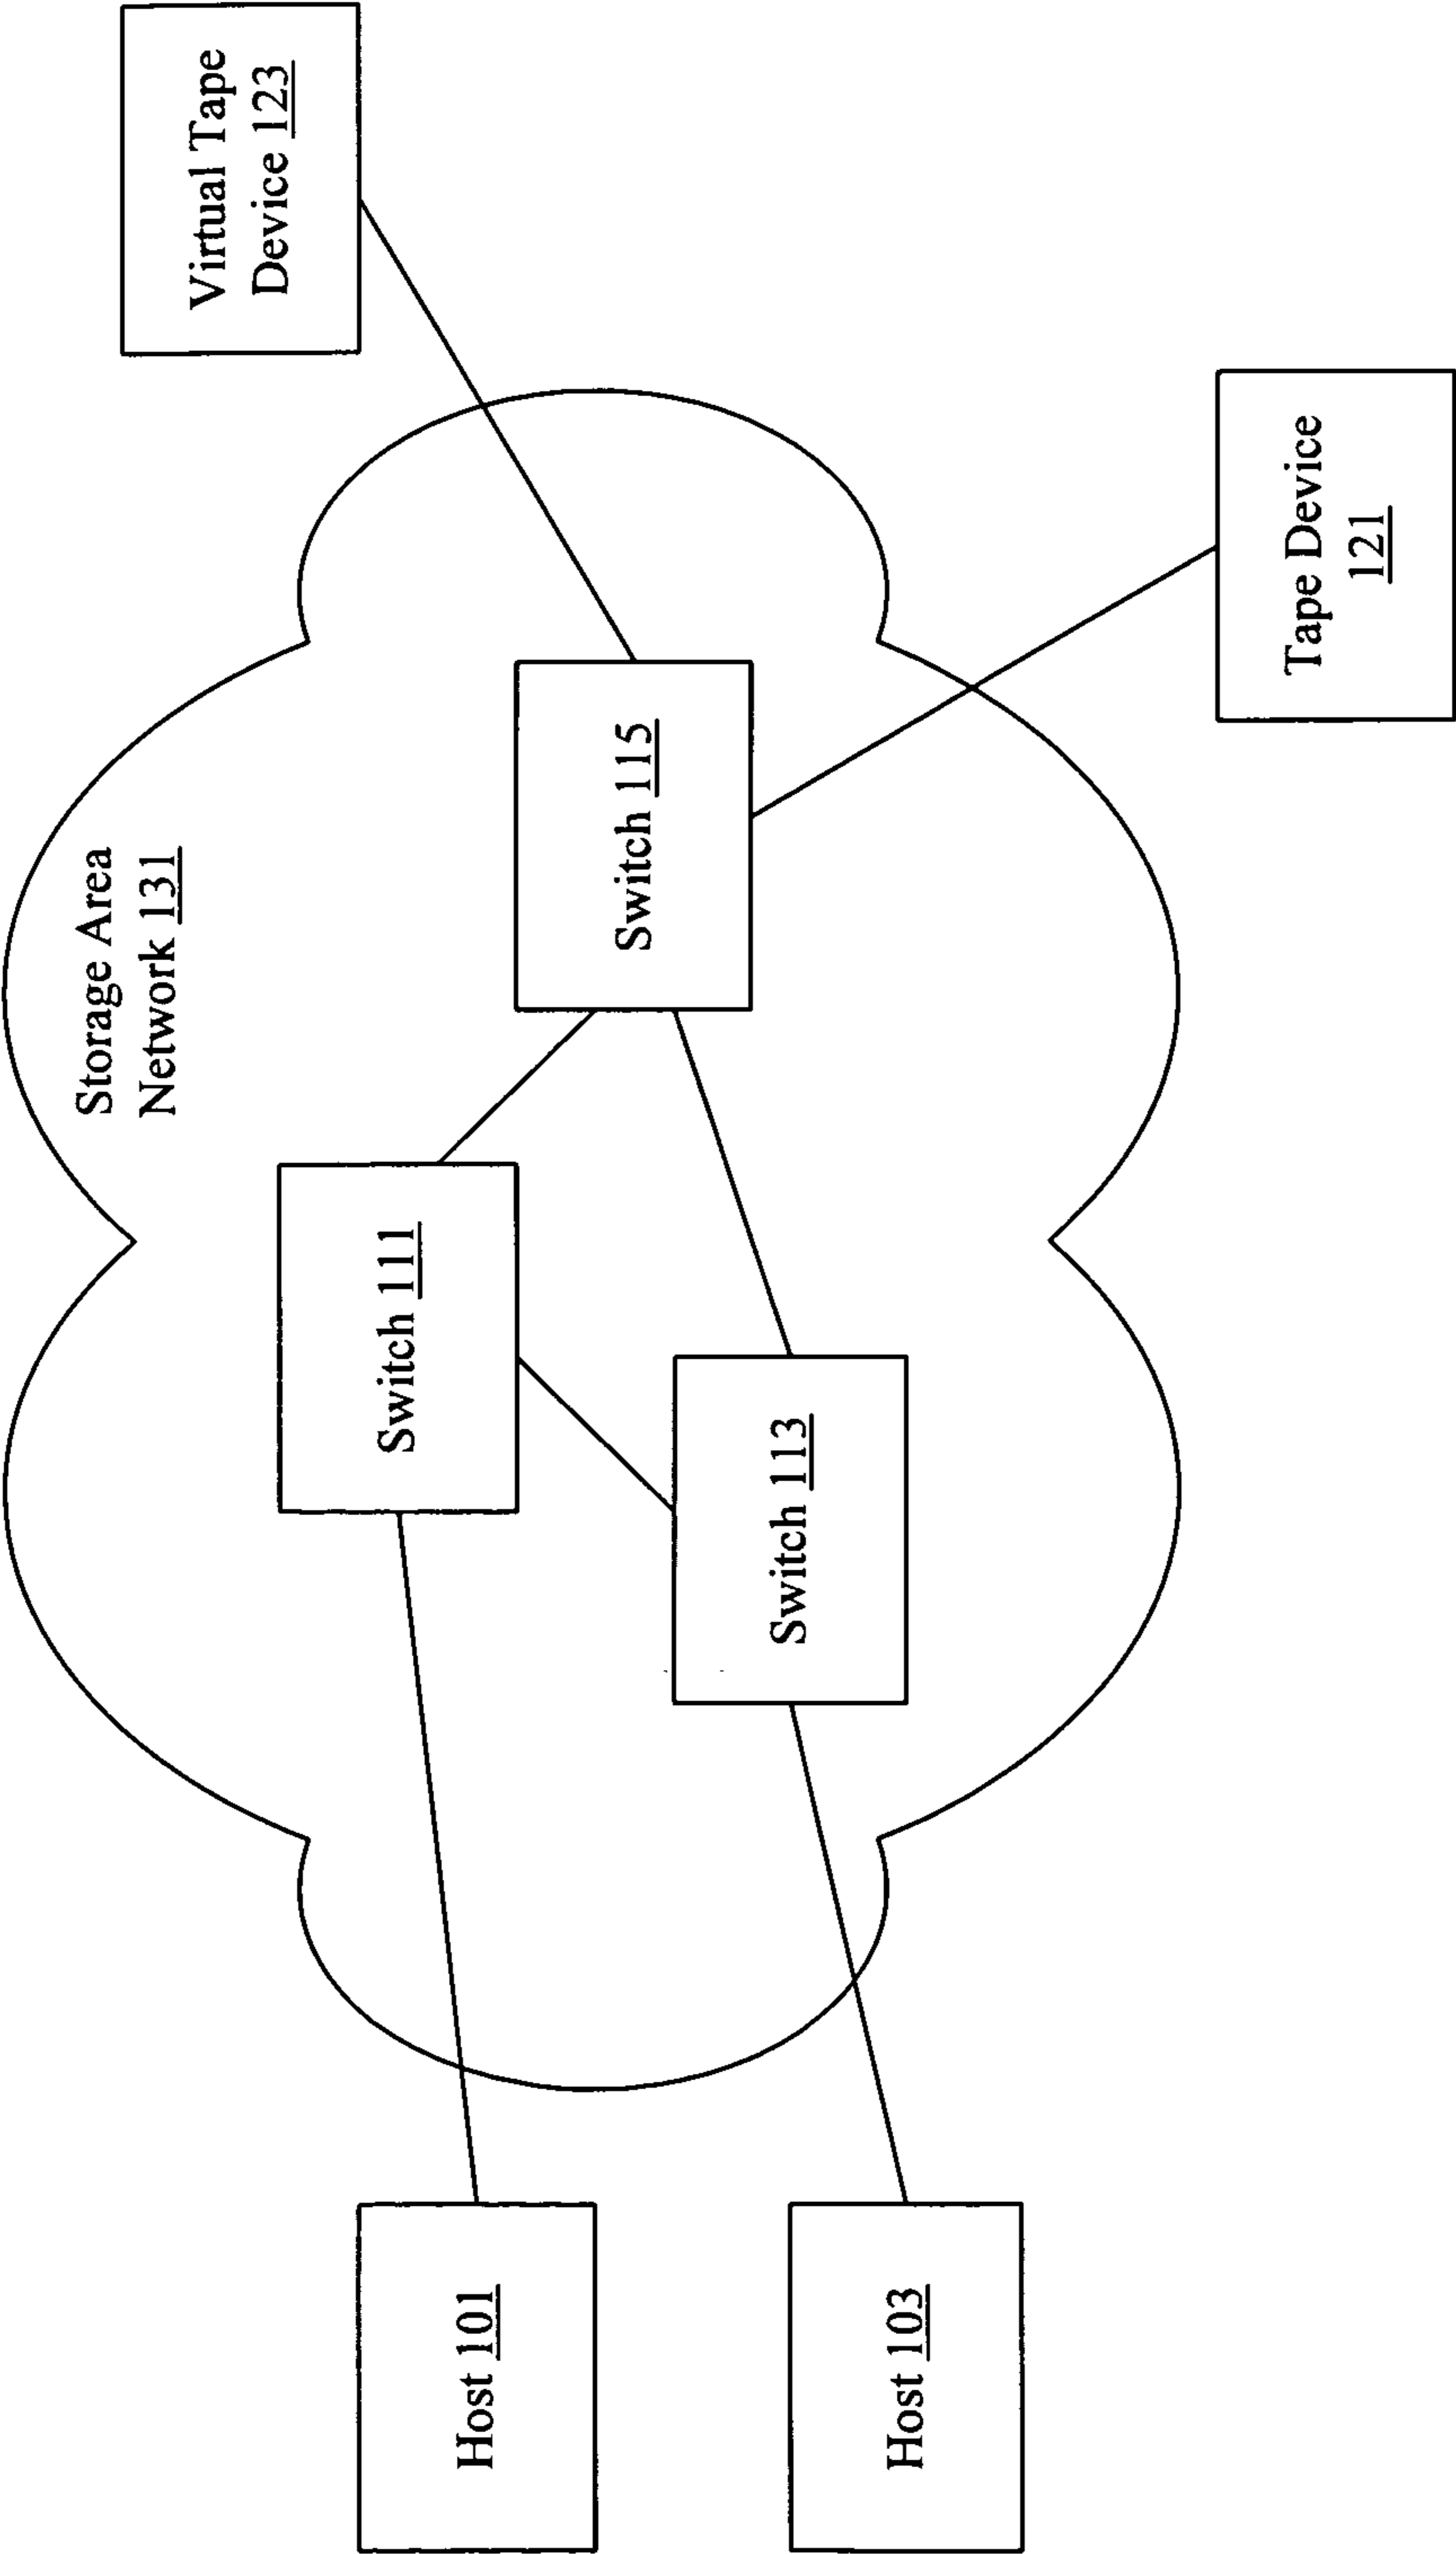 Storage Area
Network 131
Virtual Tape
Device 123
Host 101
Switch 111
Switch 115
Host 103
Switch 113
Tape Device
121